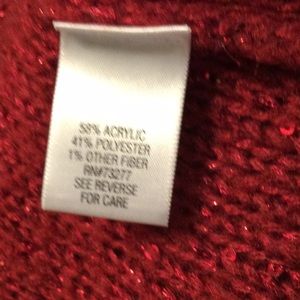 58% ACRYLIC
41% POLYESTER
1% OTHER FIBER
RN#73277
SEE REVERSE
FOR CARE